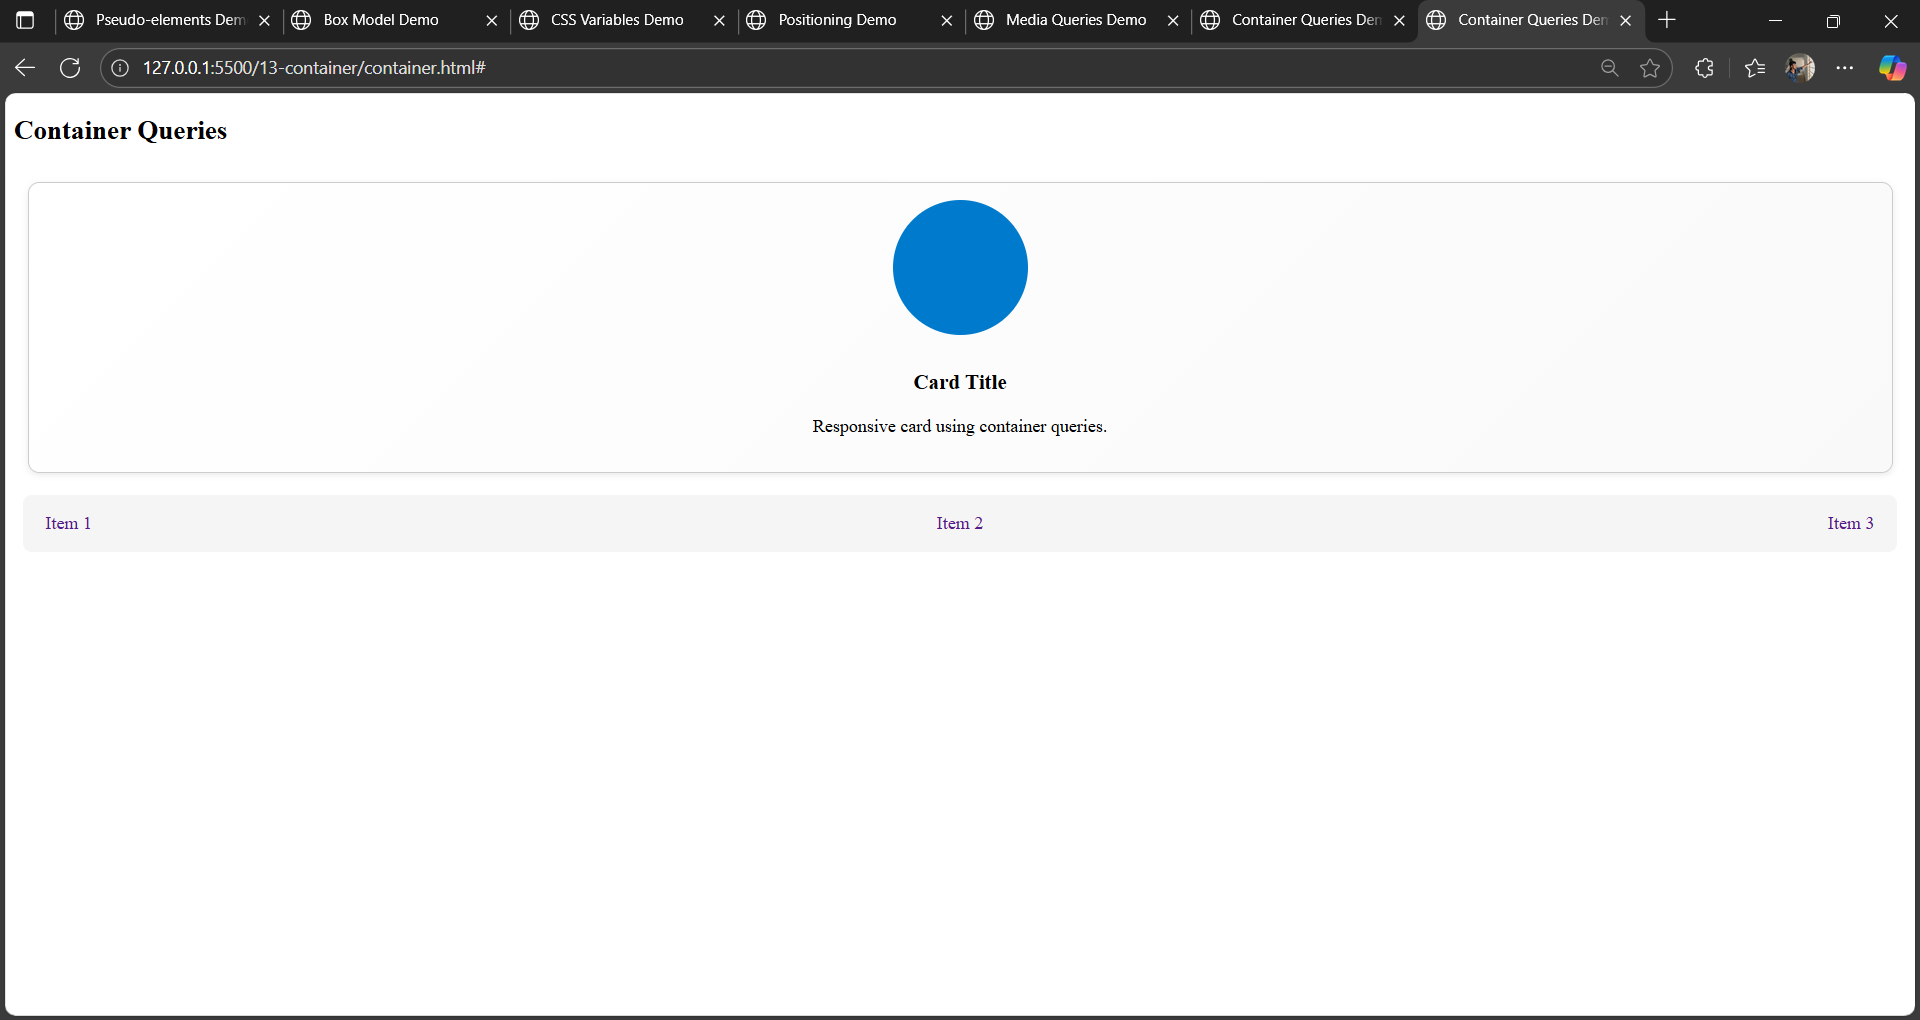 Pseudo-elements Dem
Box Model Demo
CSS Variables Demo
Positioning Demo
Media Queries Demo
Container Queries Den
Container Queries Den
127.0.0.1:5500/13-container/container.html#
Container Queries
Card Title
Responsive card using container queries.
Item 1
Item 2
Item 3